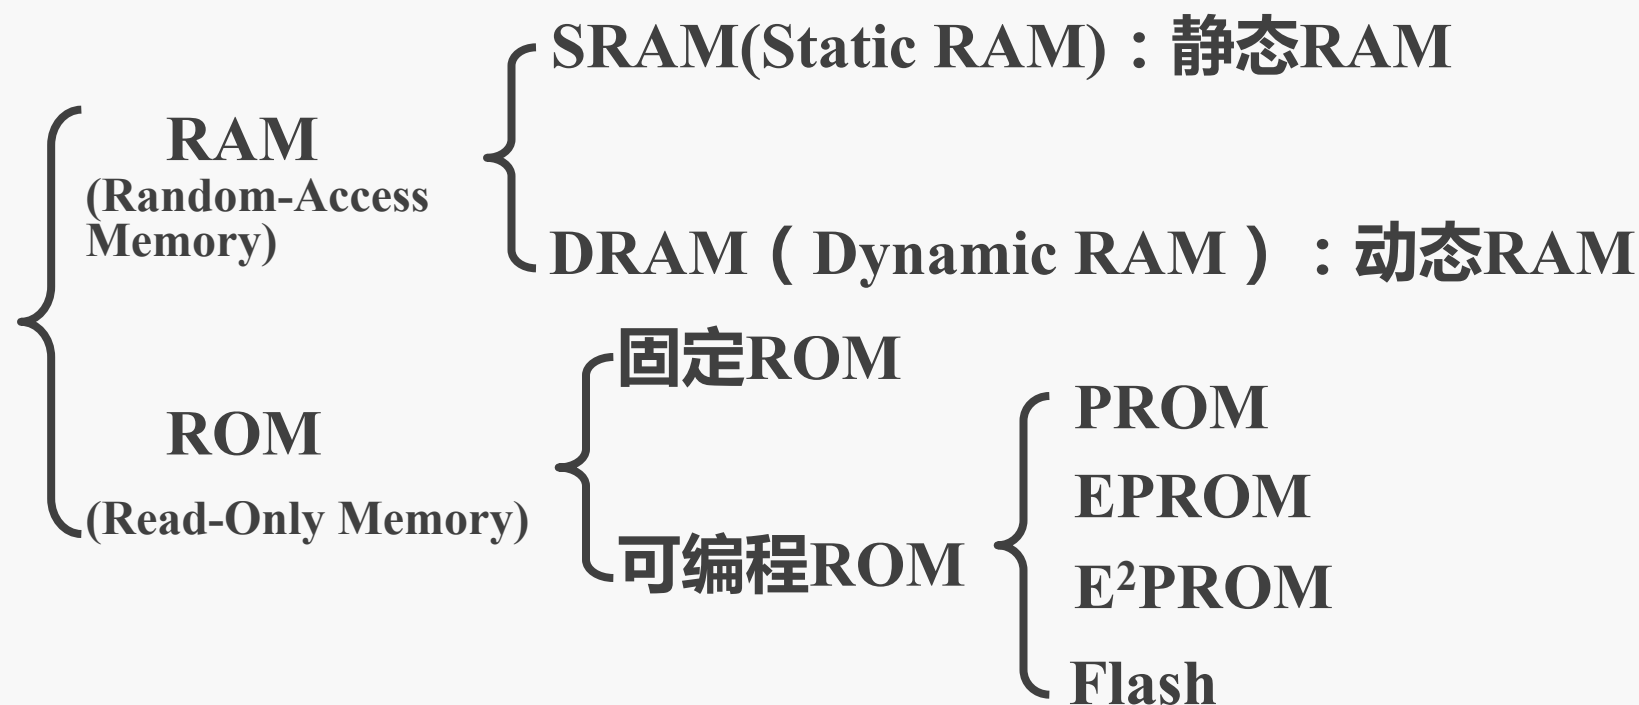 SRAM(Static RAM)：静态RAM
RAM
(Random-Access
Memory)
DRAM（Dynamic RAM）：动态RAM
固定ROM
ROM
(Read-Only Memory)
可编程ROM
PROM
EPROM
E²PROM
Flash